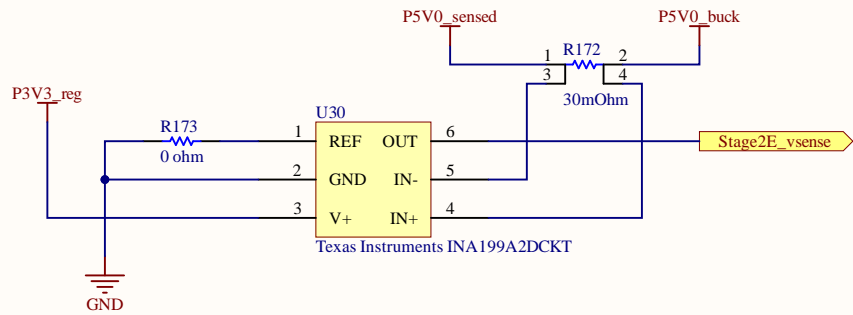 P5V0_sensed
P5V0_buck
R172
1
2
3
4
30mOhm
P3V3_reg
U30
R173
0 ohm
1
REF
OUT
6
Stage2E_vsense
2
GND
IN-
5
3
V+
IN+
4
Texas Instruments INA199A2DCKT
GND